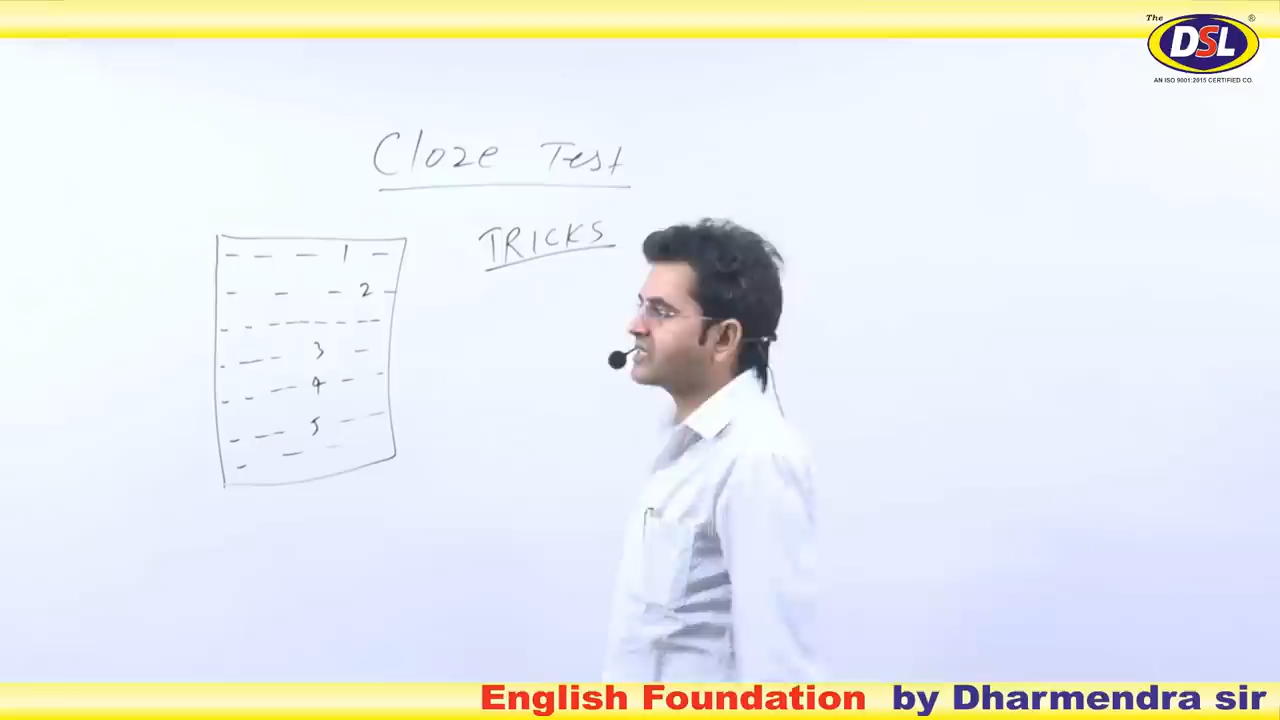 The
®
DSL
AN ISO 9001:2015 CERTIFIED CO.
Cloze Test
TRICKS
1
2
3
4
5
English Foundation by Dharmendra sir